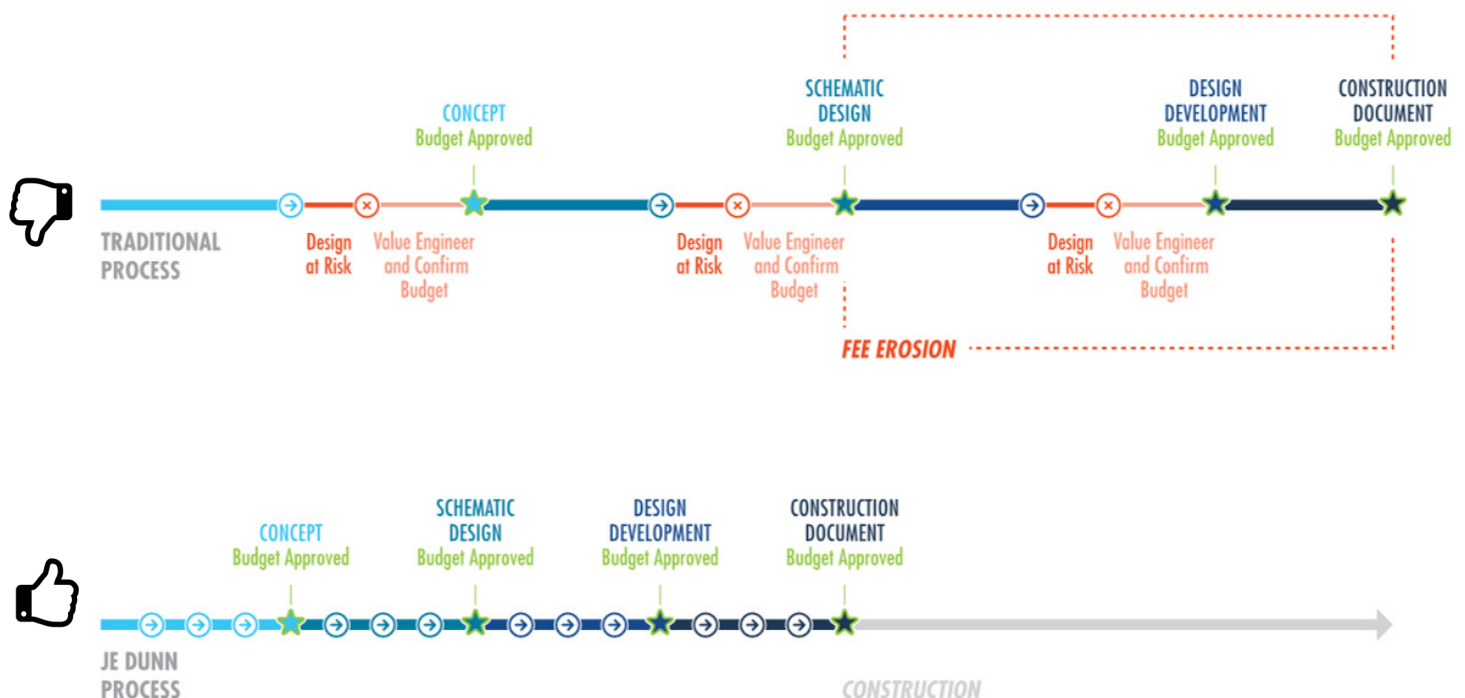 CONCEPT
Budget Approved
SCHEMATIC
DESIGN
Budget Approved
DESIGN
DEVELOPMENT
Budget Approved
CONSTRUCTION
DOCUMENT
Budget Approved
TRADITIONAL
PROCESS
Design
at Risk
Value Engineer
and Confirm
Budget
Design
at Risk
Value Engineer
and Confirm
Budget
Design
at Risk
Value Engineer
and Confirm
Budget
FEE EROSION
CONCEPT
Budget Approved
SCHEMATIC
DESIGN
Budget Approved
DESIGN
DEVELOPMENT
Budget Approved
CONSTRUCTION
DOCUMENT
Budget Approved
JE DUNN
PROCESS
CONSTRUCTION